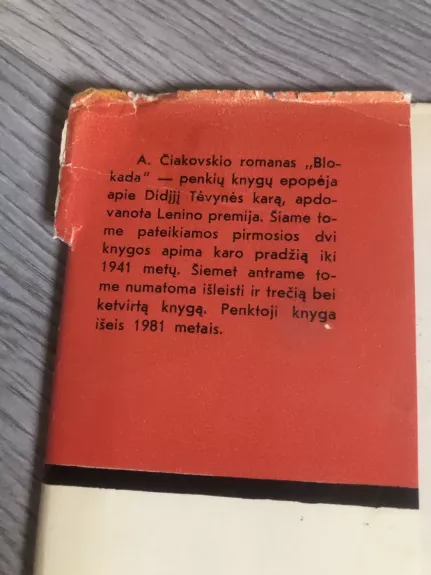 A. Čiakovskio romanas „Blo-
kada" — penkių knygų epopėja
apie Didįjį Tėvynės karą, apdo-
vanota Lenino premija. Šiame to-
me pateikiamos pirmosios dvi
knygos apima karo pradžią iki
1941 metų. Šiemet antrame to-
me numatoma išleisti ir trečią bei
ketvirtą knygą. Penktoji knyga
išeis 1981 metais.